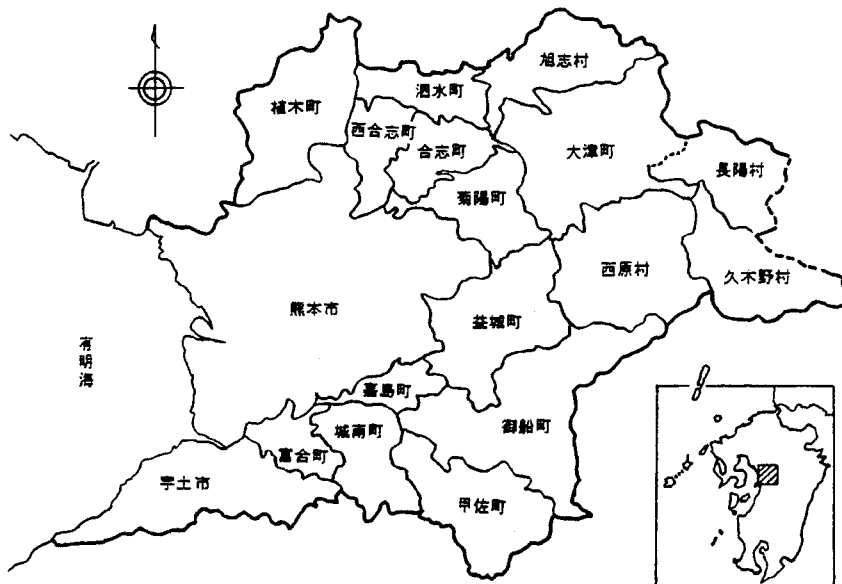 旭志村
泗水町
植木町
西合志町
合志町
大津町
長陽村
菊陽町
西原村
久木野村
熊本市
益城町
有明海
嘉島町
城南町
御船町
富合町
宇土市
甲佐町